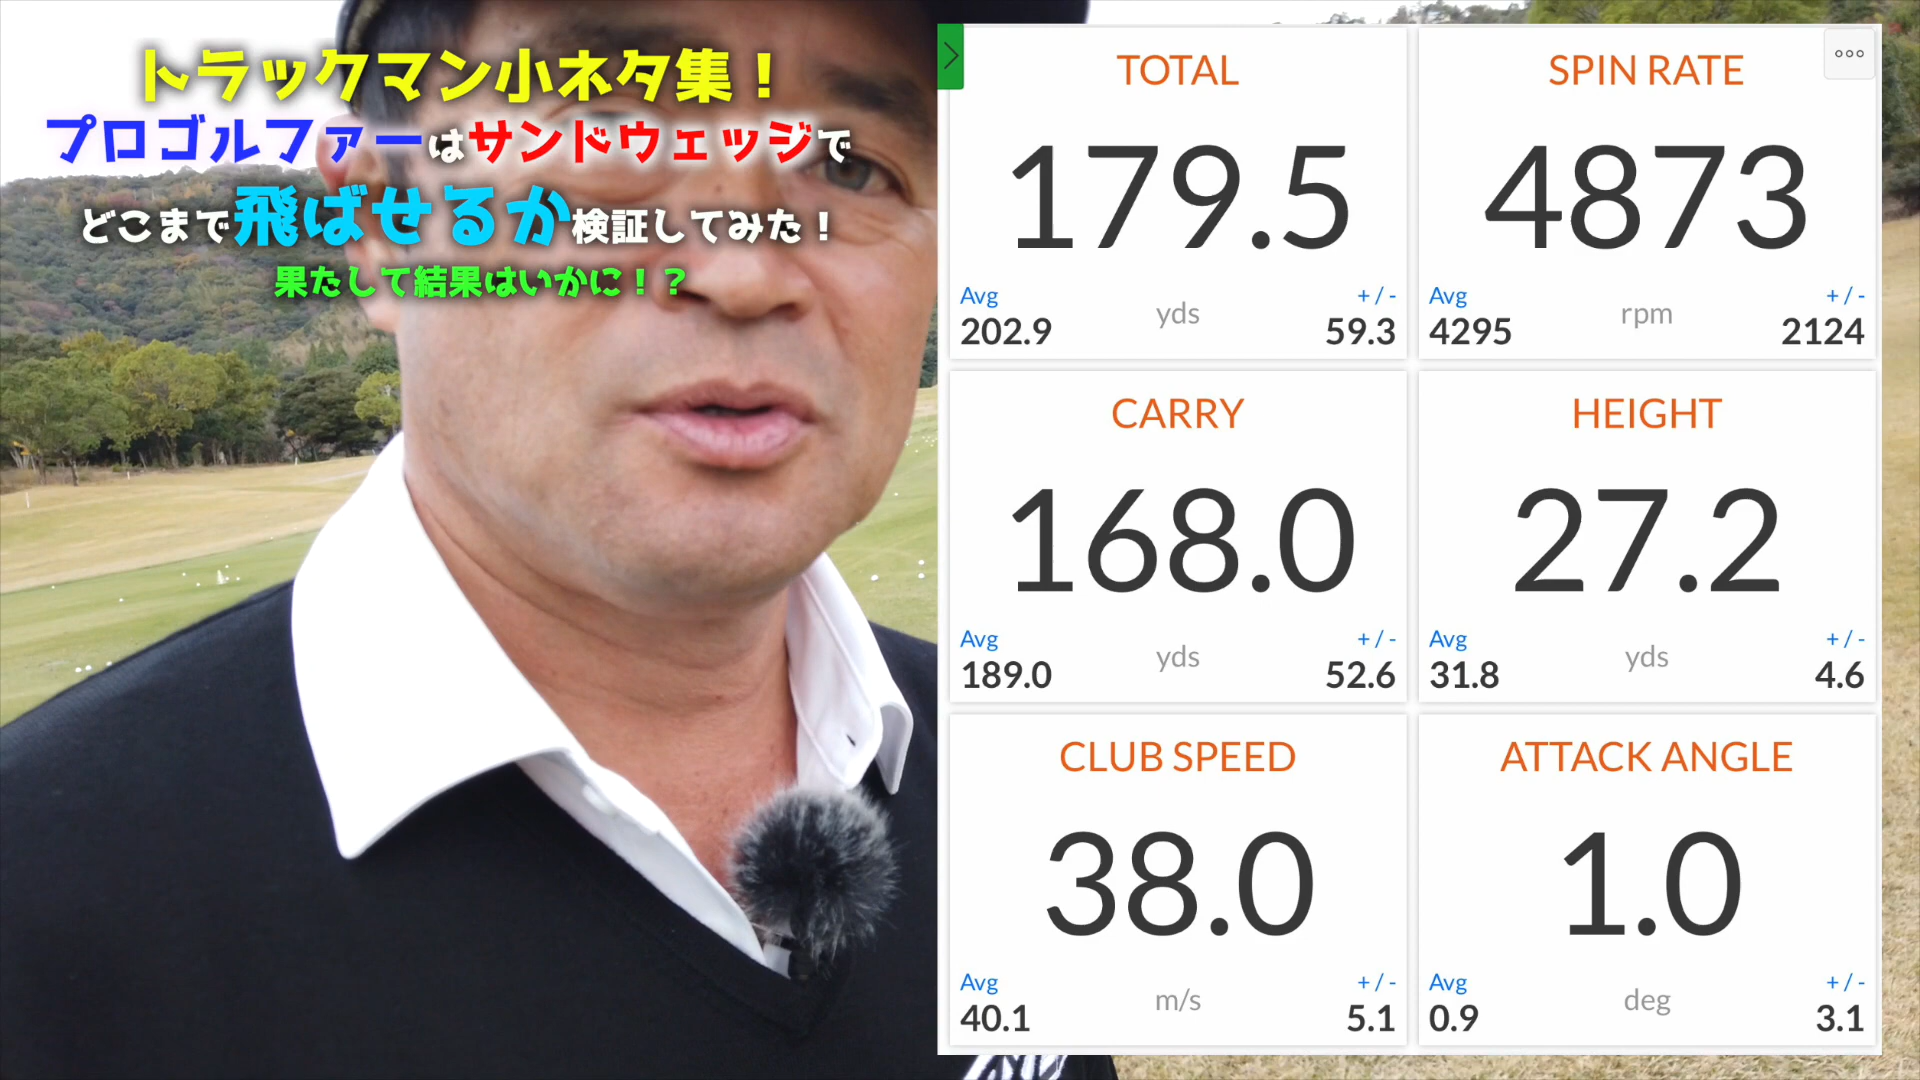 トラックマン小ネタ集！
プロゴルファーはサンドウェッジで
どこまで飛ばせるか検証してみた！
果たして結果はいかに！？
TOTAL
179.5
Avg
202.9
yds
+ / -
59.3
SPIN RATE
4873
Avg
4295
rpm
+ / -
2124
CARRY
168.0
Avg
189.0
yds
+ / -
52.6
HEIGHT
27.2
Avg
31.8
yds
+ / -
4.6
CLUB SPEED
38.0
Avg
40.1
m/s
+ / -
5.1
ATTACK ANGLE
1.0
Avg
0.9
deg
+ / -
3.1